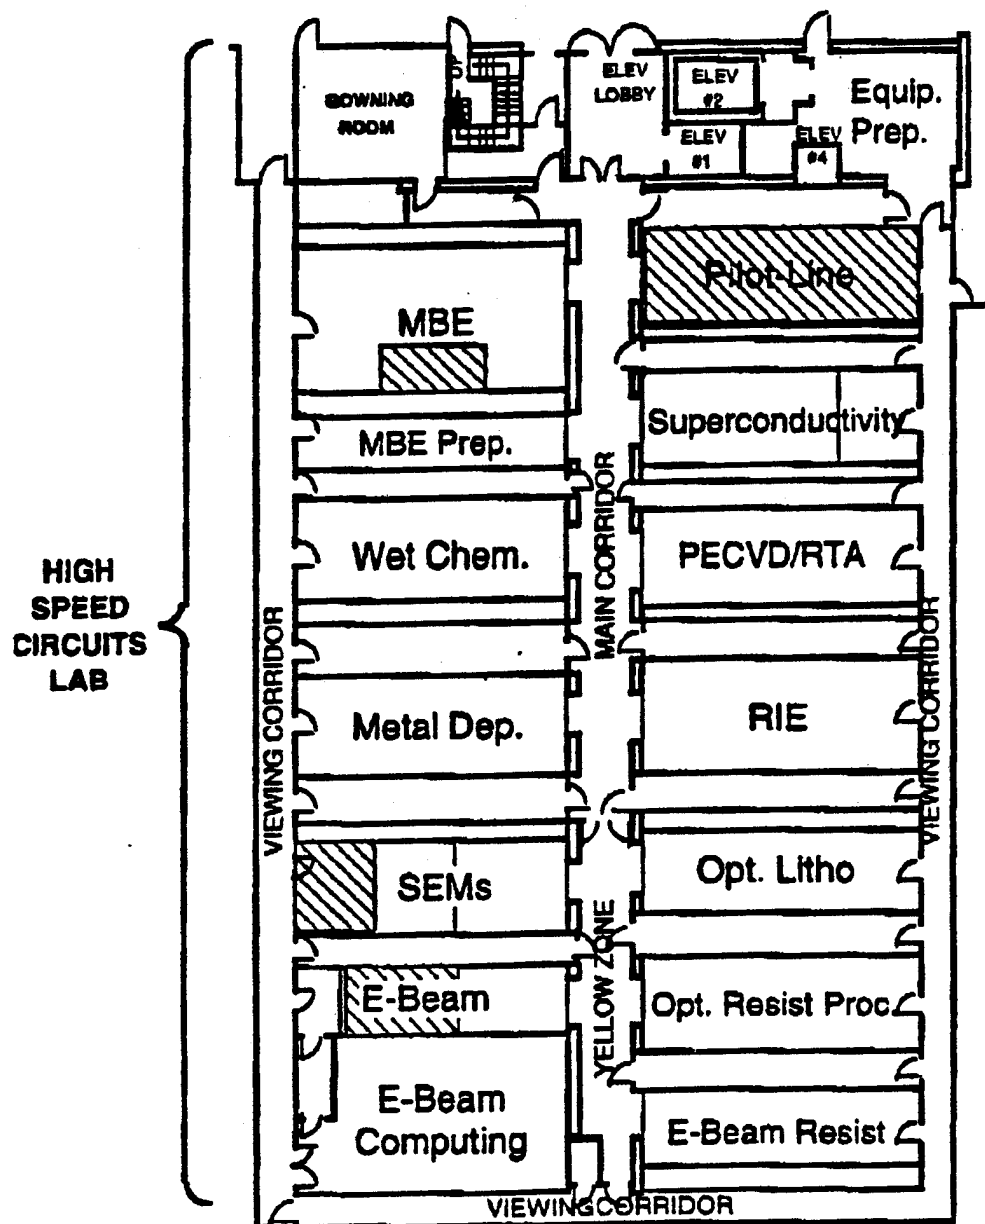 UP
ELEV
LOBBY
ELEV
#2
Equip.
Prep.
GOWNING
ROOM
ELEV
#1
ELEV
#4
Pilot-Line
MBE
Superconductivity
MBE Prep.
MAIN CORRIDOR
Wet Chem.
PECVD/RTA
HIGH
SPEED
CIRCUITS
LAB
VIEWING CORRIDOR
VIEWING CORRIDOR
Metal Dep.
RIE
SEMs
Opt. Litho
YELLOW ZONE
E-Beam
Opt. Resist Proc.
E-Beam
Computing
E-Beam Resist
VIEWING CORRIDOR